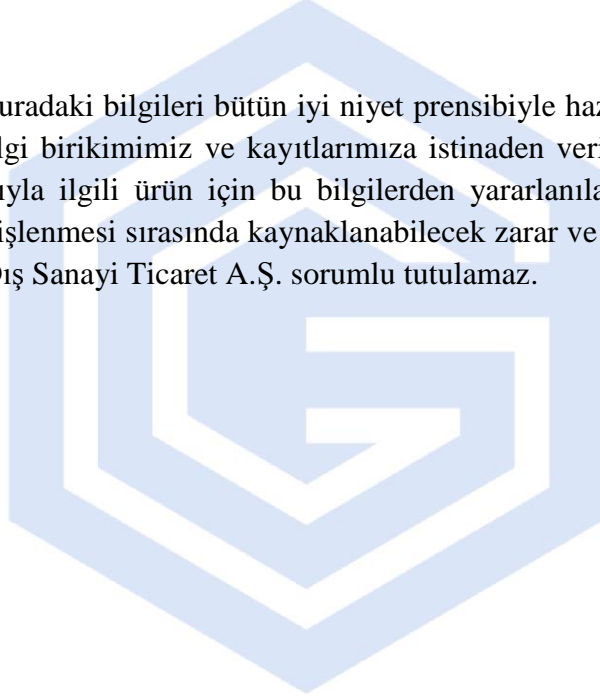 uradaki bilgileri bütün iyi niyet prensibiyle haz
lgi birikimimiz ve kayıtlarımıza istinaden veri
ıyla ilgili ürün için bu bilgilerden yararlanıla
işlenmesi sırasında kaynaklanabilecek zarar ve
Dış Sanayi Ticaret A.Ş. sorumlu tutulamaz.